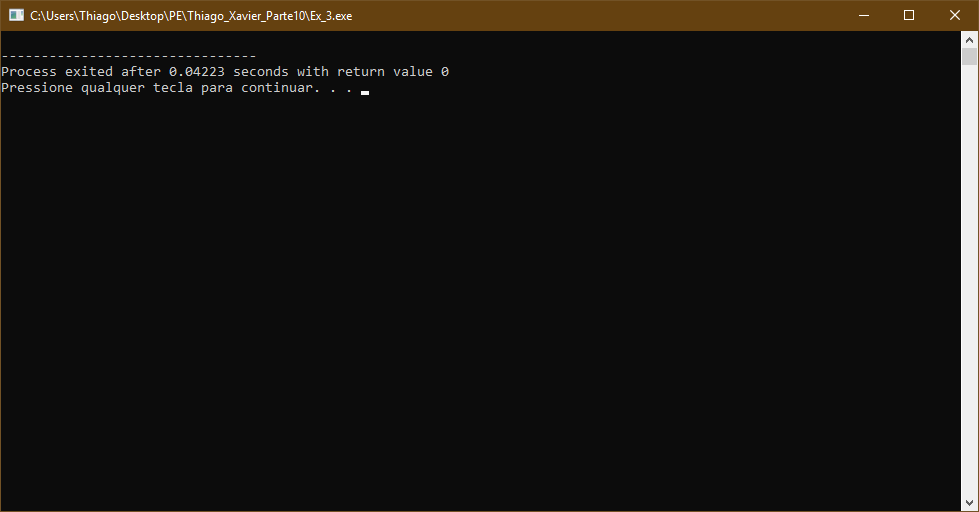 C:\Users\Thiago\Desktop\PE\Thiago_Xavier_Parte10\Ex_3.exe
--------------------------------
Process exited after 0.04223 seconds with return value 0
Pressione qualquer tecla para continuar. . .